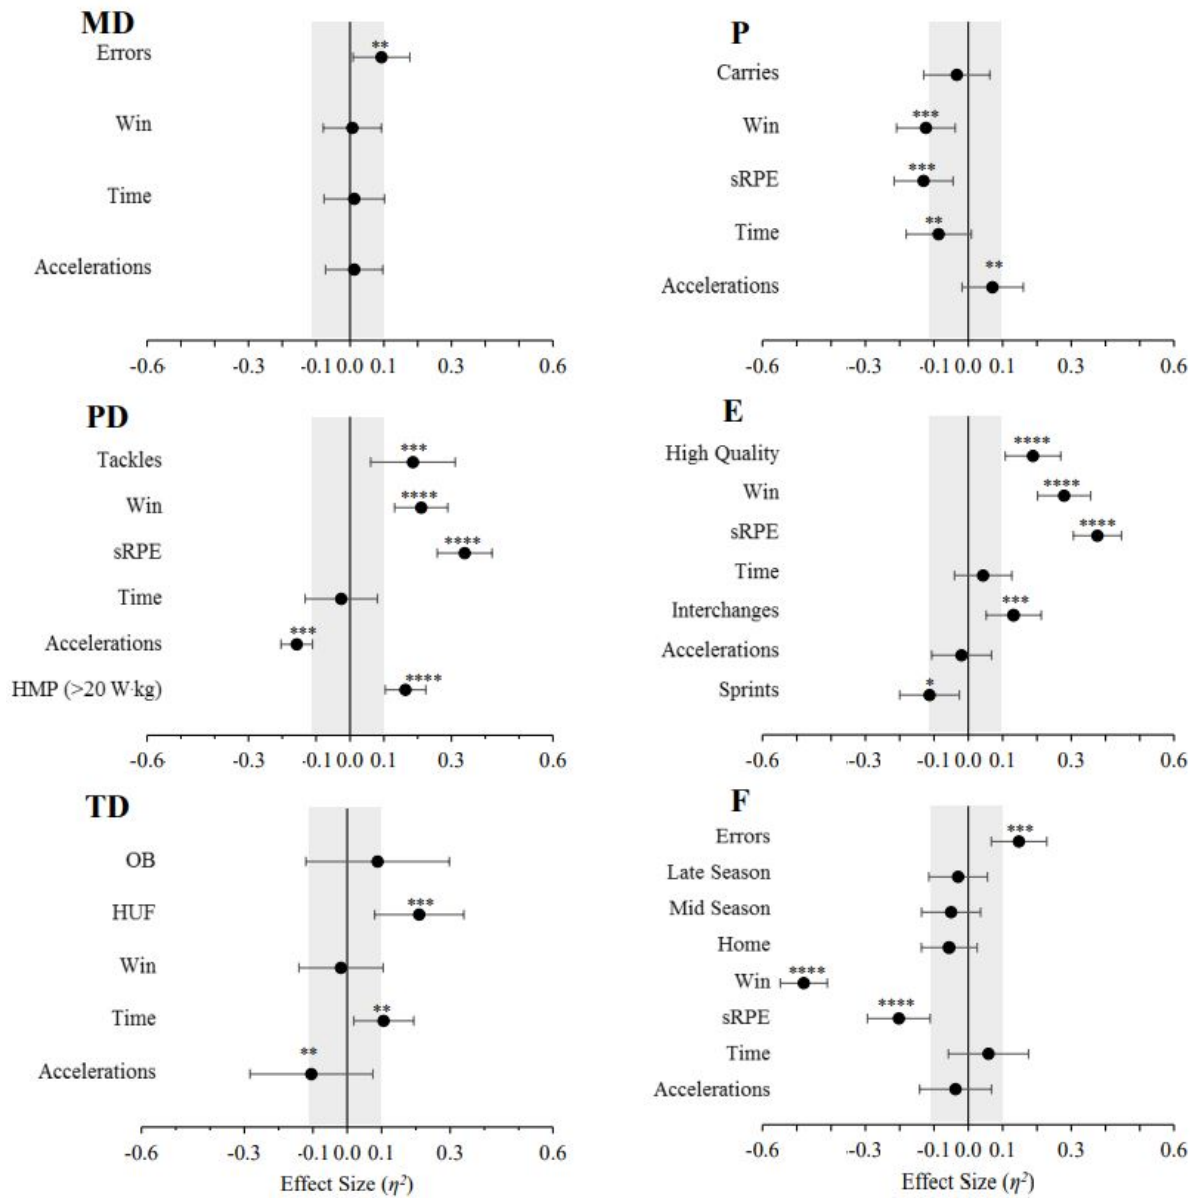 MD
Errors
**
Win
Time
Accelerations
-0.6 -0.3 -0.1 0.0 0.1 0.3 0.6
P
Carries
Win
***
sRPE
***
Time
**
Accelerations
**
-0.6 -0.3 -0.1 0.0 0.1 0.3 0.6
PD
Tackles
***
Win
****
sRPE
****
Time
Accelerations
***
HMP (>20 W·kg)
****
-0.6 -0.3 -0.1 0.0 0.1 0.3 0.6
E
High Quality
****
Win
****
sRPE
****
Time
Interchanges
***
Accelerations
Sprints
*
-0.6 -0.3 -0.1 0.0 0.1 0.3 0.6
TD
OB
HUF
***
Win
Time
**
Accelerations
**
-0.6 -0.3 -0.1 0.0 0.1 0.3 0.6
Effect Size (η²)
F
Errors
***
Late Season
Mid Season
Home
Win
****
sRPE
****
Time
Accelerations
-0.6 -0.3 -0.1 0.0 0.1 0.3 0.6
Effect Size (η²)